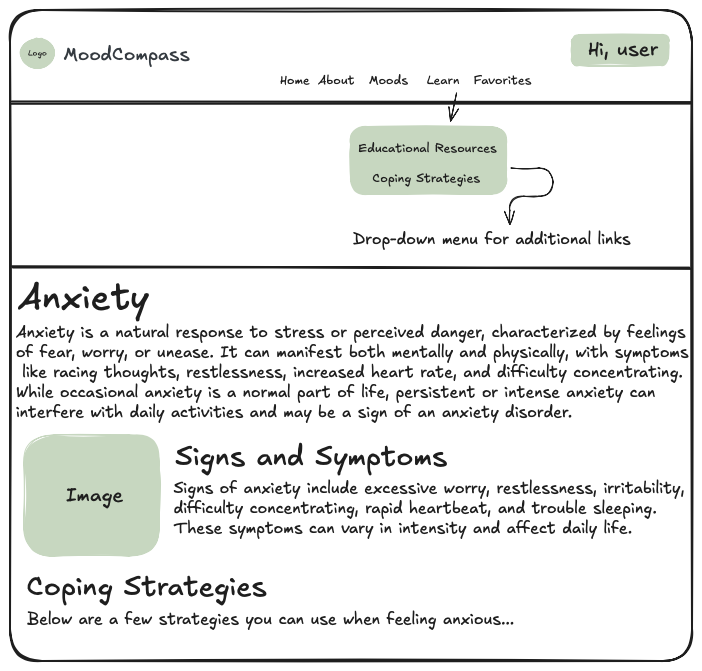 Logo
MoodCompass
Hi, user
Home About Moods Learn Favorites
Educational Resources
Coping Strategies
Drop-down menu for additional links
Anxiety
Anxiety is a natural response to stress or perceived danger, characterized by feelings
of fear, worry, or unease. It can manifest both mentally and physically, with symptoms
like racing thoughts, restlessness, increased heart rate, and difficulty concentrating.
While occasional anxiety is a normal part of life, persistent or intense anxiety can
interfere with daily activities and may be a sign of an anxiety disorder.
Image
Signs and Symptoms
Signs of anxiety include excessive worry, restlessness, irritability,
difficulty concentrating, rapid heartbeat, and trouble sleeping.
These symptoms can vary in intensity and affect daily life.
Coping Strategies
Below are a few strategies you can use when feeling anxious...